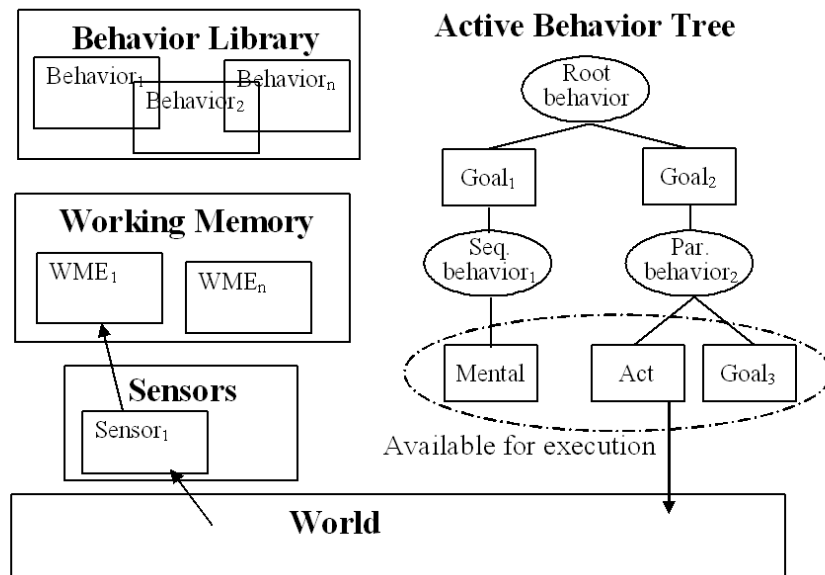 Behavior Library
Behavior₁
Behavior₂
Behaviorₙ
Working Memory
WME₁
WMEₙ
Sensors
Sensor₁
Active Behavior Tree
Root
behavior
Goal₁
Goal₂
Seq.
behavior₁
Par.
behavior₂
Mental
Act
Goal₃
Available for execution
World